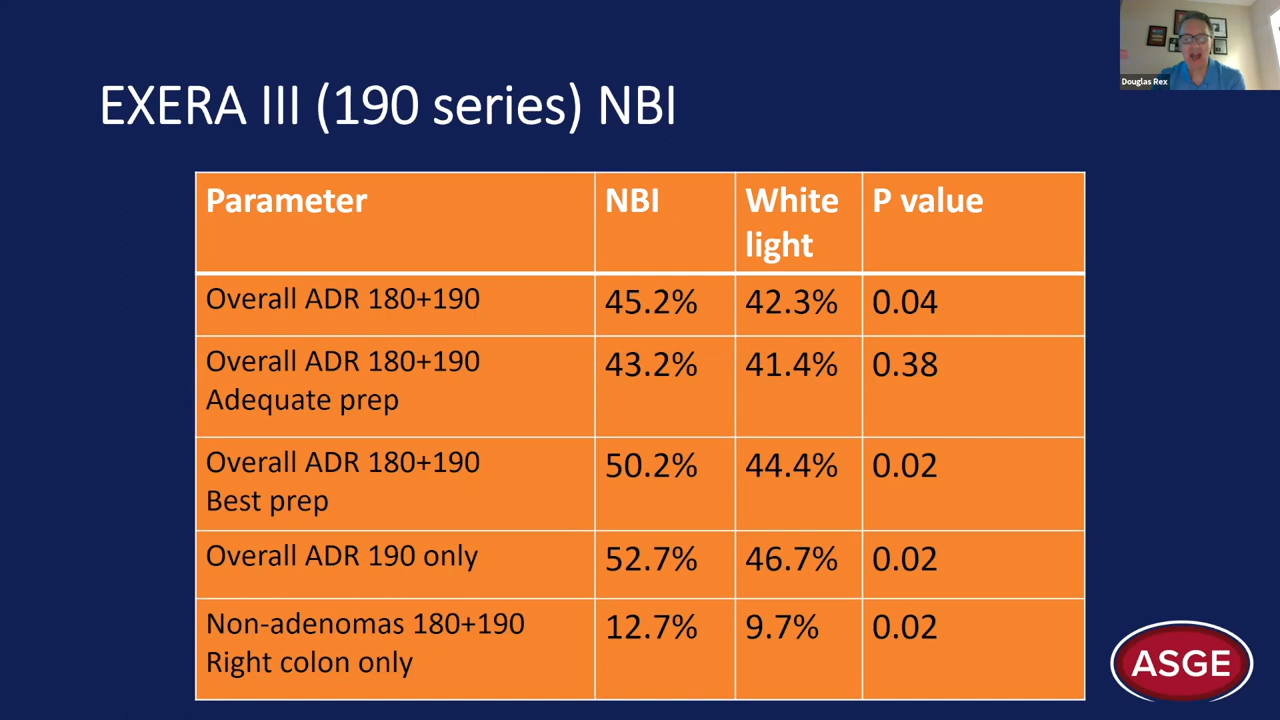 Douglas Rex
EXERA III (190 series) NBI
Parameter NBI White light P value
Overall ADR 180+190 45.2% 42.3% 0.04
Overall ADR 180+190 Adequate prep 43.2% 41.4% 0.38
Overall ADR 180+190 Best prep 50.2% 44.4% 0.02
Overall ADR 190 only 52.7% 46.7% 0.02
Non-adenomas 180+190 Right colon only 12.7% 9.7% 0.02
ASGE